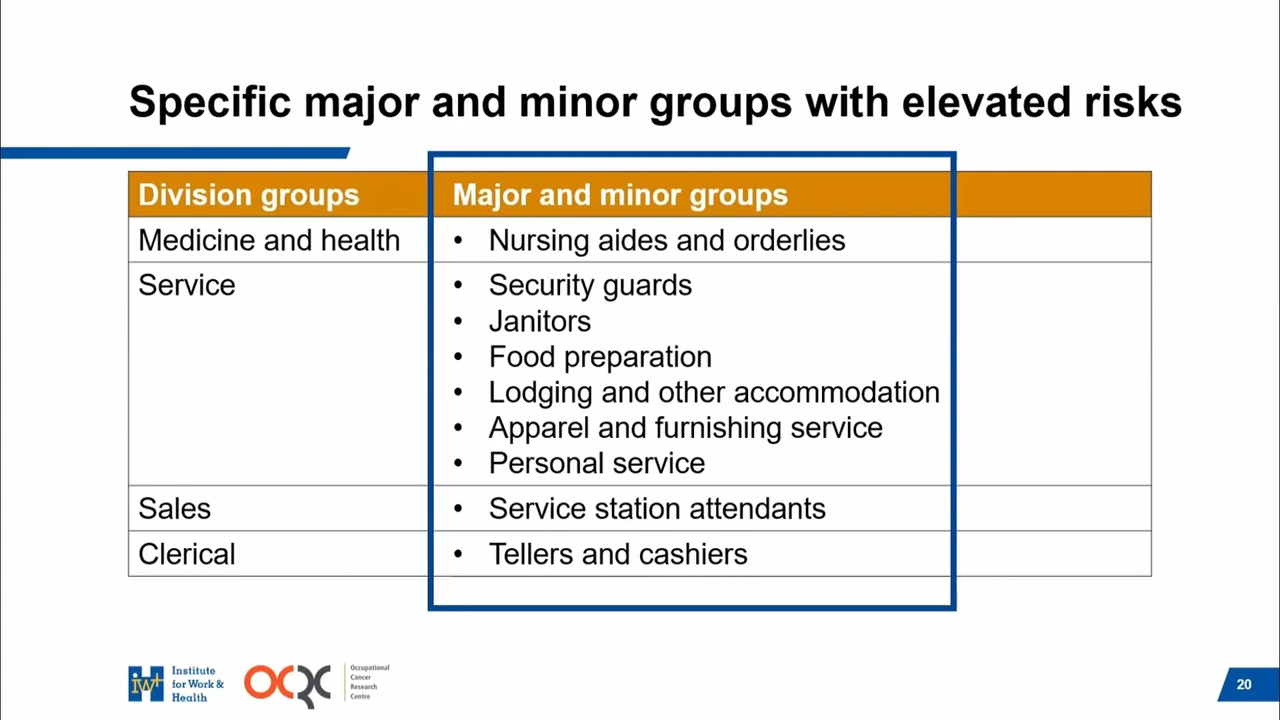 Specific major and minor groups with elevated risks
Division groups
Major and minor groups
Medicine and health
• Nursing aides and orderlies
Service
• Security guards
• Janitors
• Food preparation
• Lodging and other accommodation
• Apparel and furnishing service
• Personal service
Sales
• Service station attendants
Clerical
• Tellers and cashiers
iw+
Institute
for Work &
Health
OCRC
Occupational
Cancer
Research
Centre
20